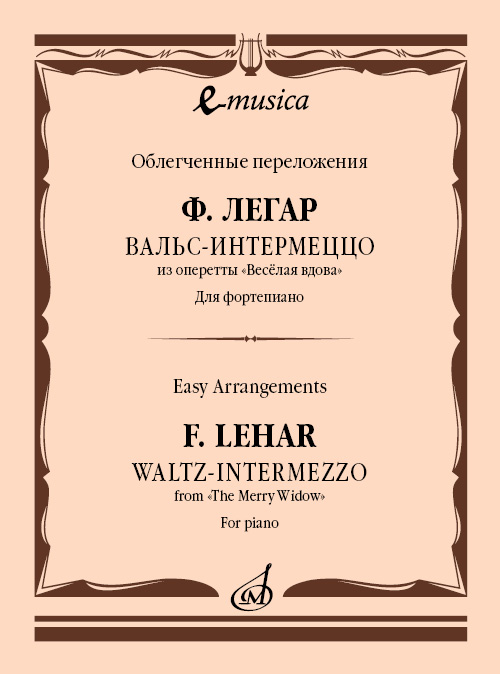 e-musica
Облегченные переложения
Ф. ЛЕГАР
ВАЛЬС-ИНТЕРМЕЦЦО
из оперетты «Весёлая вдова»
Для фортепиано
Easy Arrangements
F. LEHAR
WALTZ-INTERMEZZO
from «The Merry Widow»
For piano